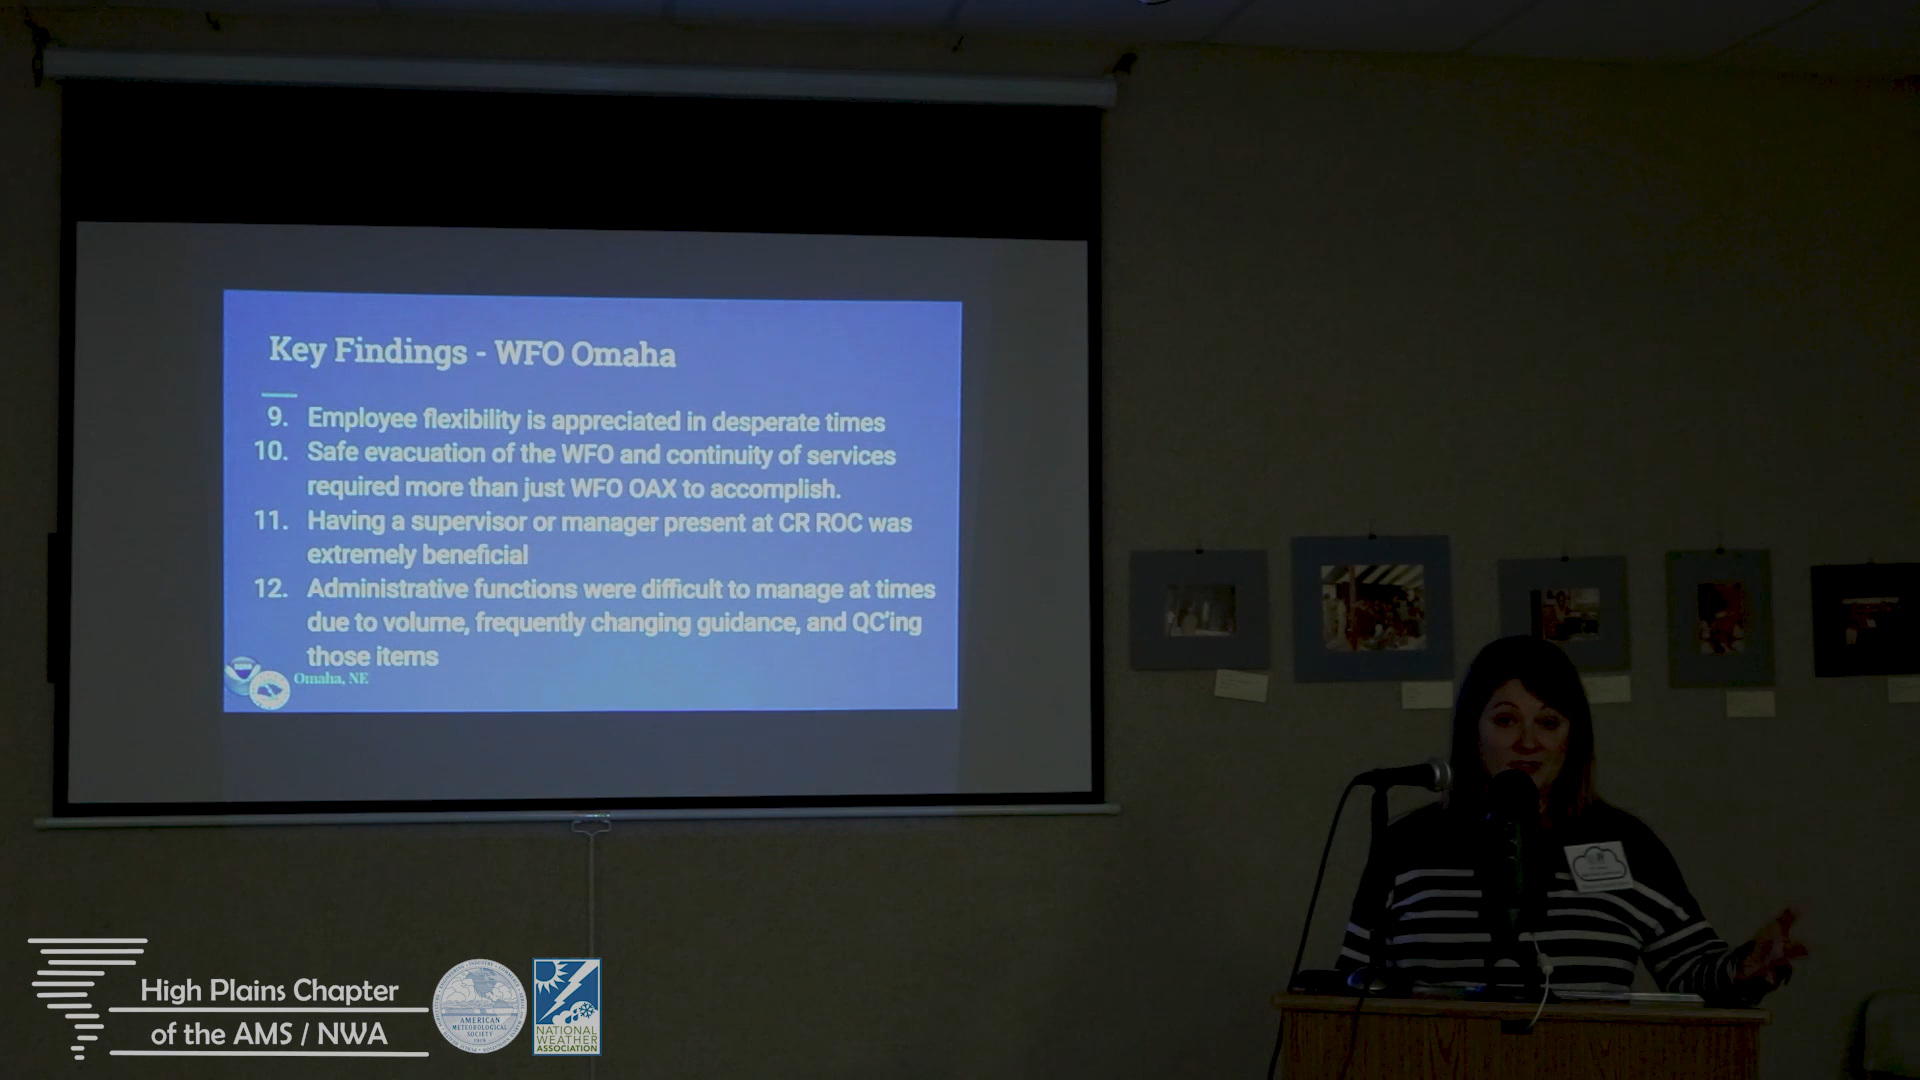 Key Findings - WFO Omaha
9. Employee flexibility is appreciated in desperate times
10. Safe evacuation of the WFO and continuity of services
required more than just WFO OAX to accomplish.
11. Having a supervisor or manager present at CR ROC was
extremely beneficial
12. Administrative functions were difficult to manage at times
due to volume, frequently changing guidance, and QC'ing
those items
Omaha, NE
High Plains Chapter
of the AMS / NWA
AMERICAN
METEOROLOGICAL
SOCIETY
1919
NATIONAL
WEATHER
ASSOCIATION